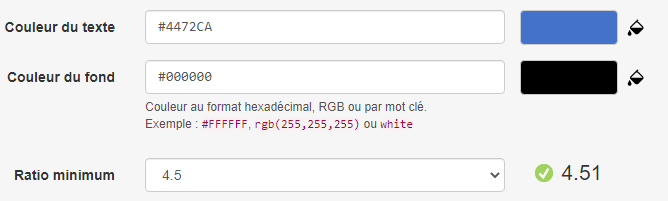 Couleur du texte #4472CA
Couleur du fond #000000
Couleur au format hexadécimal, RGB ou par mot clé.
Exemple : #FFFFFF, rgb(255,255,255) ou white
Ratio minimum 4.5 4.51